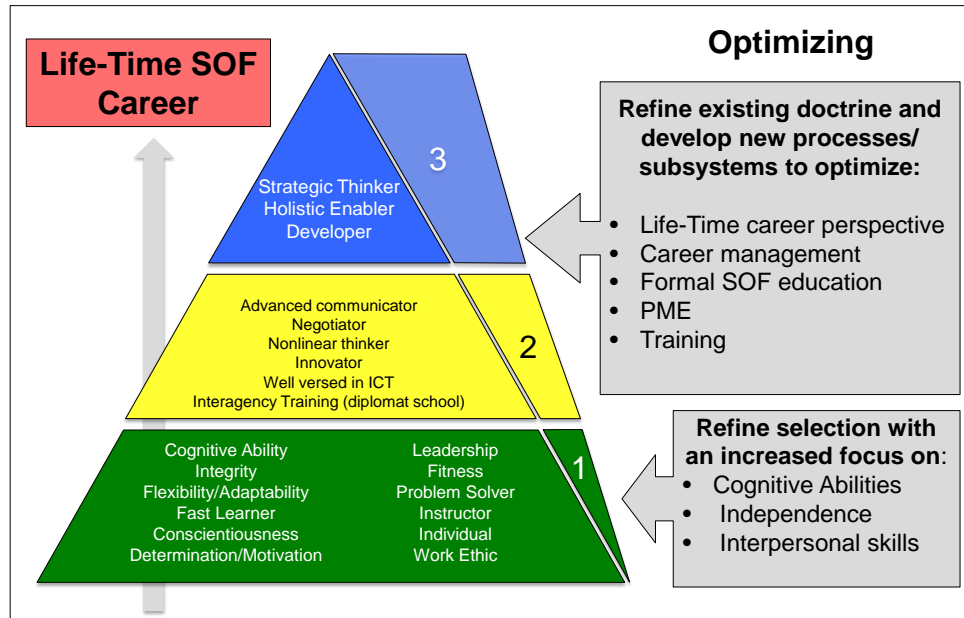 Life-Time SOF
Career
Optimizing
3
Strategic Thinker
Holistic Enabler
Developer
Refine existing doctrine and
develop new processes/
subsystems to optimize:
• Life-Time career perspective
• Career management
• Formal SOF education
• PME
• Training
2
Advanced communicator
Negotiator
Nonlinear thinker
Innovator
Well versed in ICT
Interagency Training (diplomat school)
1
Cognitive Ability
Integrity
Flexibility/Adaptability
Fast Learner
Conscientiousness
Determination/Motivation
Leadership
Fitness
Problem Solver
Instructor
Individual
Work Ethic
Refine selection with
an increased focus on:
• Cognitive Abilities
• Independence
• Interpersonal skills